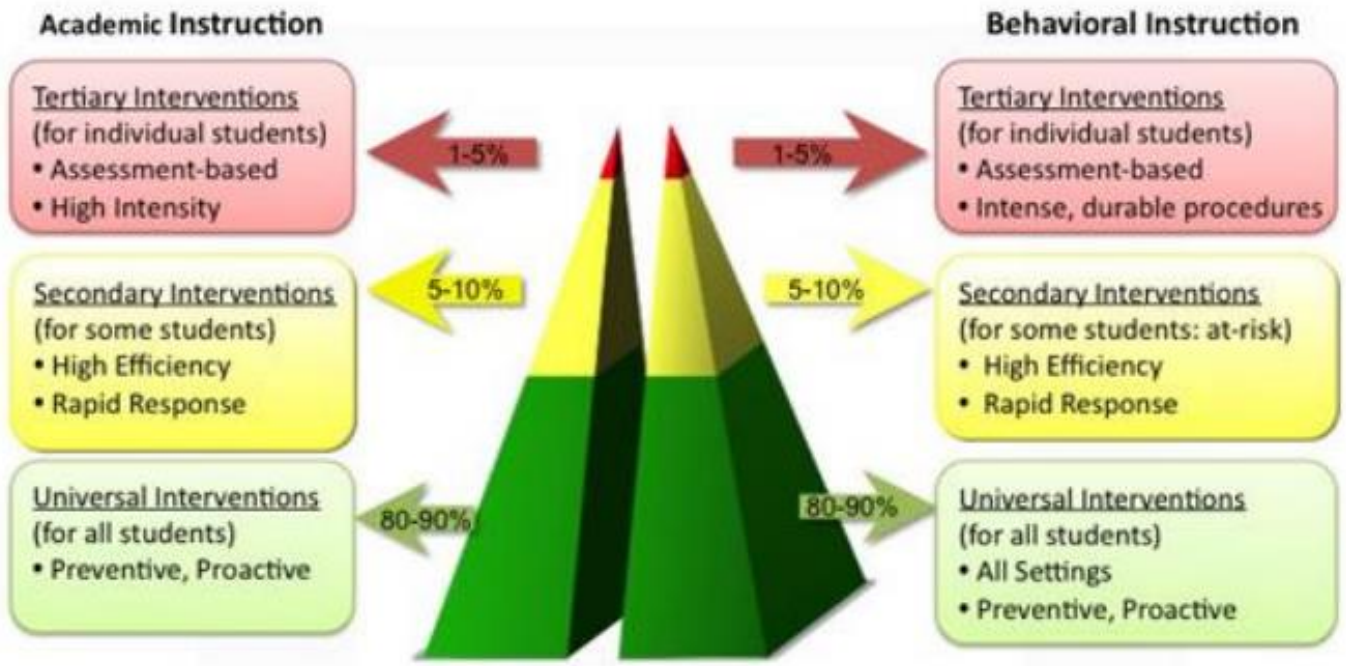 Academic Instruction
Tertiary Interventions
(for individual students)
• Assessment-based
• High Intensity
1-5%
Secondary Interventions
(for some students)
• High Efficiency
• Rapid Response
5-10%
Universal Interventions
(for all students)
• Preventive, Proactive
80-90%
Behavioral Instruction
1-5%
Tertiary Interventions
(for individual students)
• Assessment-based
• Intense, durable procedures
5-10%
Secondary Interventions
(for some students: at-risk)
• High Efficiency
• Rapid Response
80-90%
Universal Interventions
(for all students)
• All Settings
• Preventive, Proactive